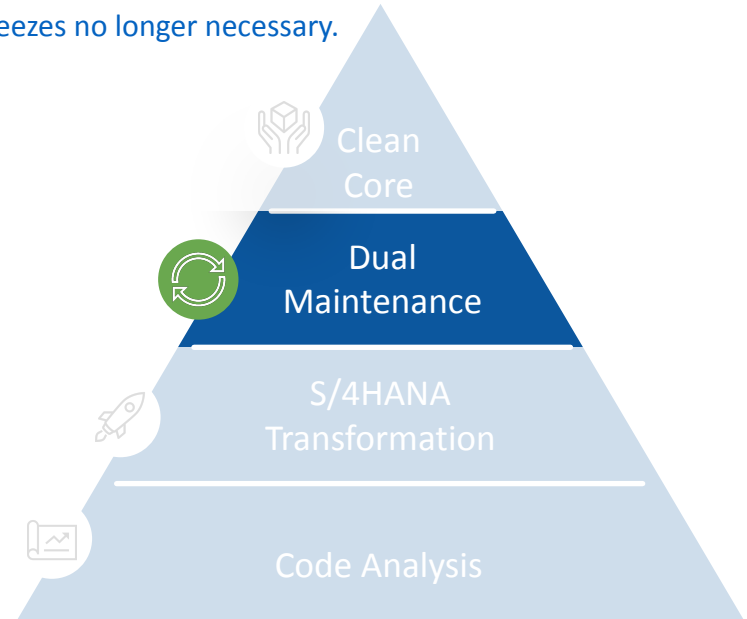 eezes no longer necessary.
Clean
Core
Dual
Maintenance
S/4HANA
Transformation
Code Analysis